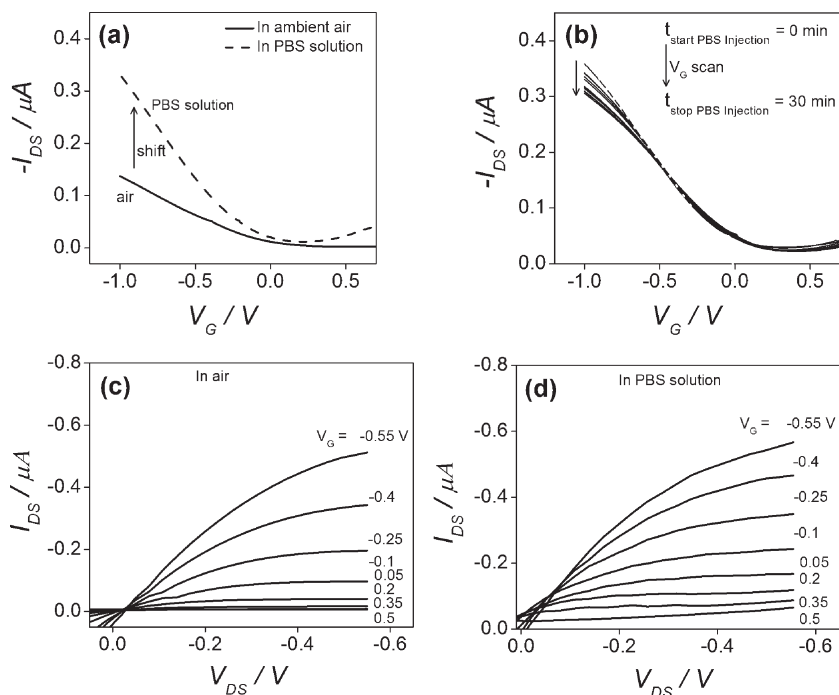 (a)
In ambient air
In PBS solution
0.4
0.3
0.2
0.1
0.0
-I_DS / μA
PBS solution
shift
air
-1.0 -0.5 0.0 0.5
V_G / V
(b)
t_start PBS Injection = 0 min
V_G scan
t_stop PBS Injection = 30 min
0.4
0.3
0.2
0.1
0.0
-I_DS / μA
-1.0 -0.5 0.0 0.5
V_G / V
(c)
In air
-0.8
-0.6
-0.4
-0.2
0.0
I_DS / μA
V_G = -0.55 V
-0.4
-0.25
-0.1
0.05
0.2
0.35
0.5
0.0 -0.2 -0.4 -0.6
V_DS / V
(d)
In PBS solution
-0.8
-0.6
-0.4
-0.2
0.0
I_DS / μA
V_G = -0.55 V
-0.4
-0.25
-0.1
0.05
0.2
0.35
0.5
0.0 -0.2 -0.4 -0.6
V_DS / V